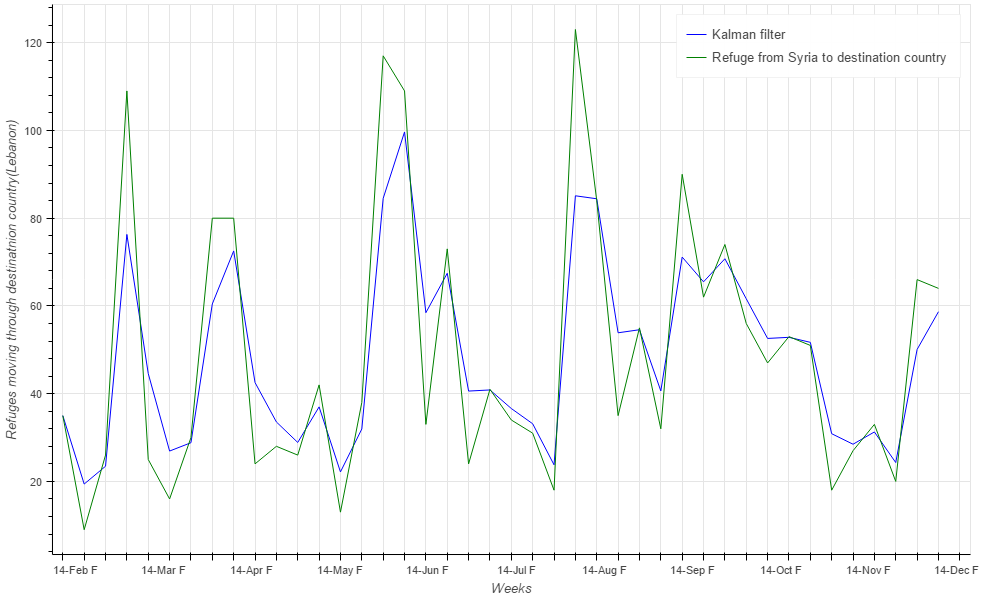 Kalman filter
Refuge from Syria to destination country
Refuges moving through destinatnion country(Lebanon)
120
100
80
60
40
20
14-Feb F 14-Mar F 14-Apr F 14-May F 14-Jun F 14-Jul F 14-Aug F 14-Sep F 14-Oct F 14-Nov F 14-Dec F
Weeks